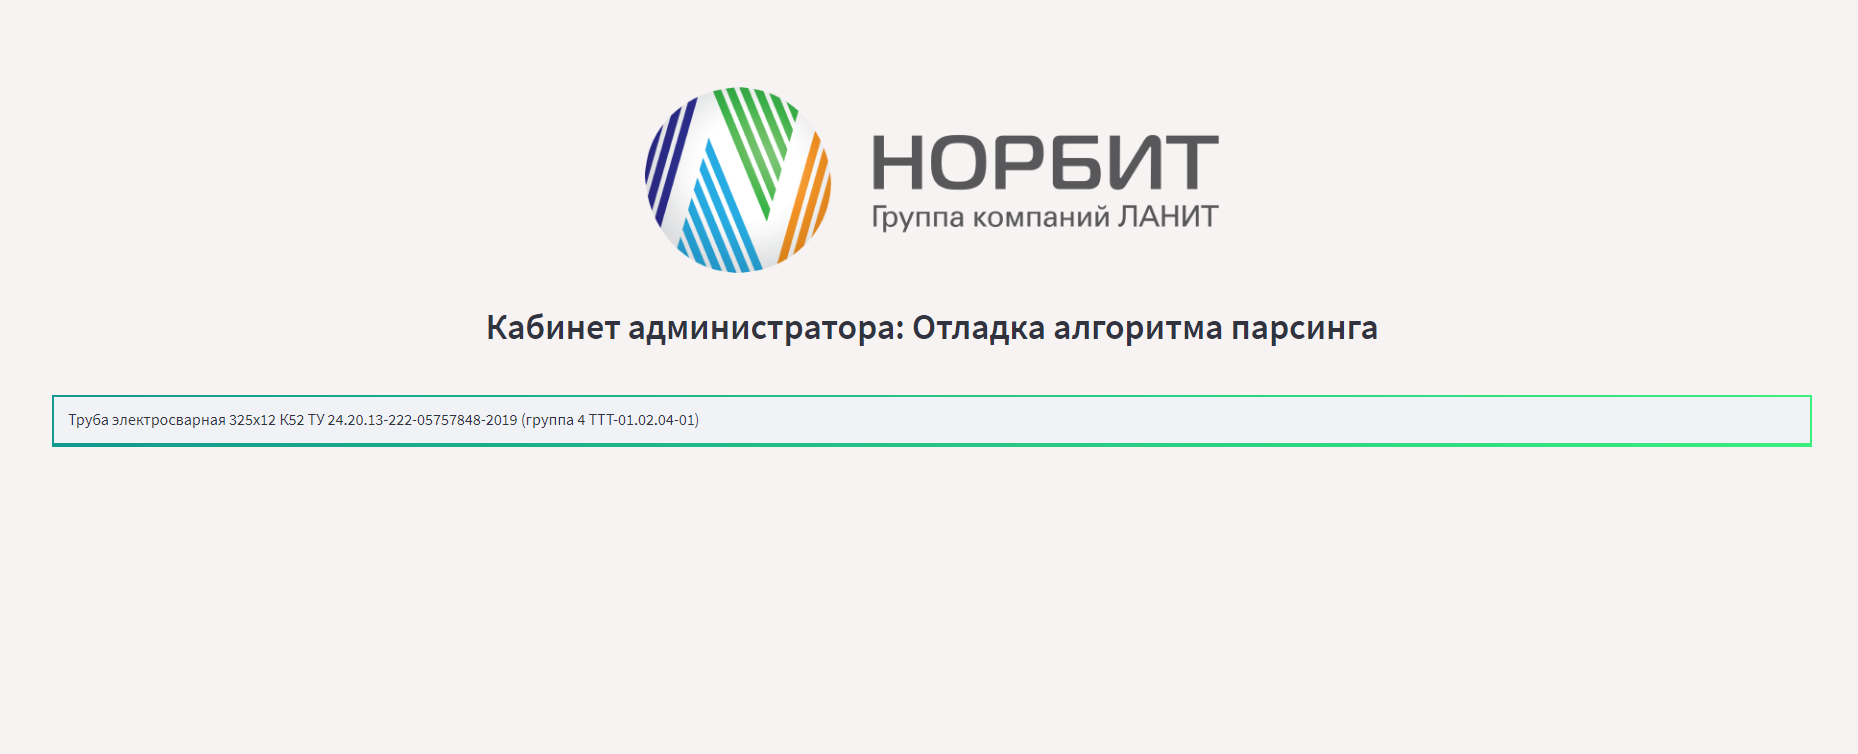 НОРБИТ
Группа компаний ЛАНИТ
Кабинет администратора: Отладка алгоритма парсинга
Труба электросварная 325х12 К52 ТУ 24.20.13-222-05757848-2019 (группа 4 ТТТ-01.02.04-01)